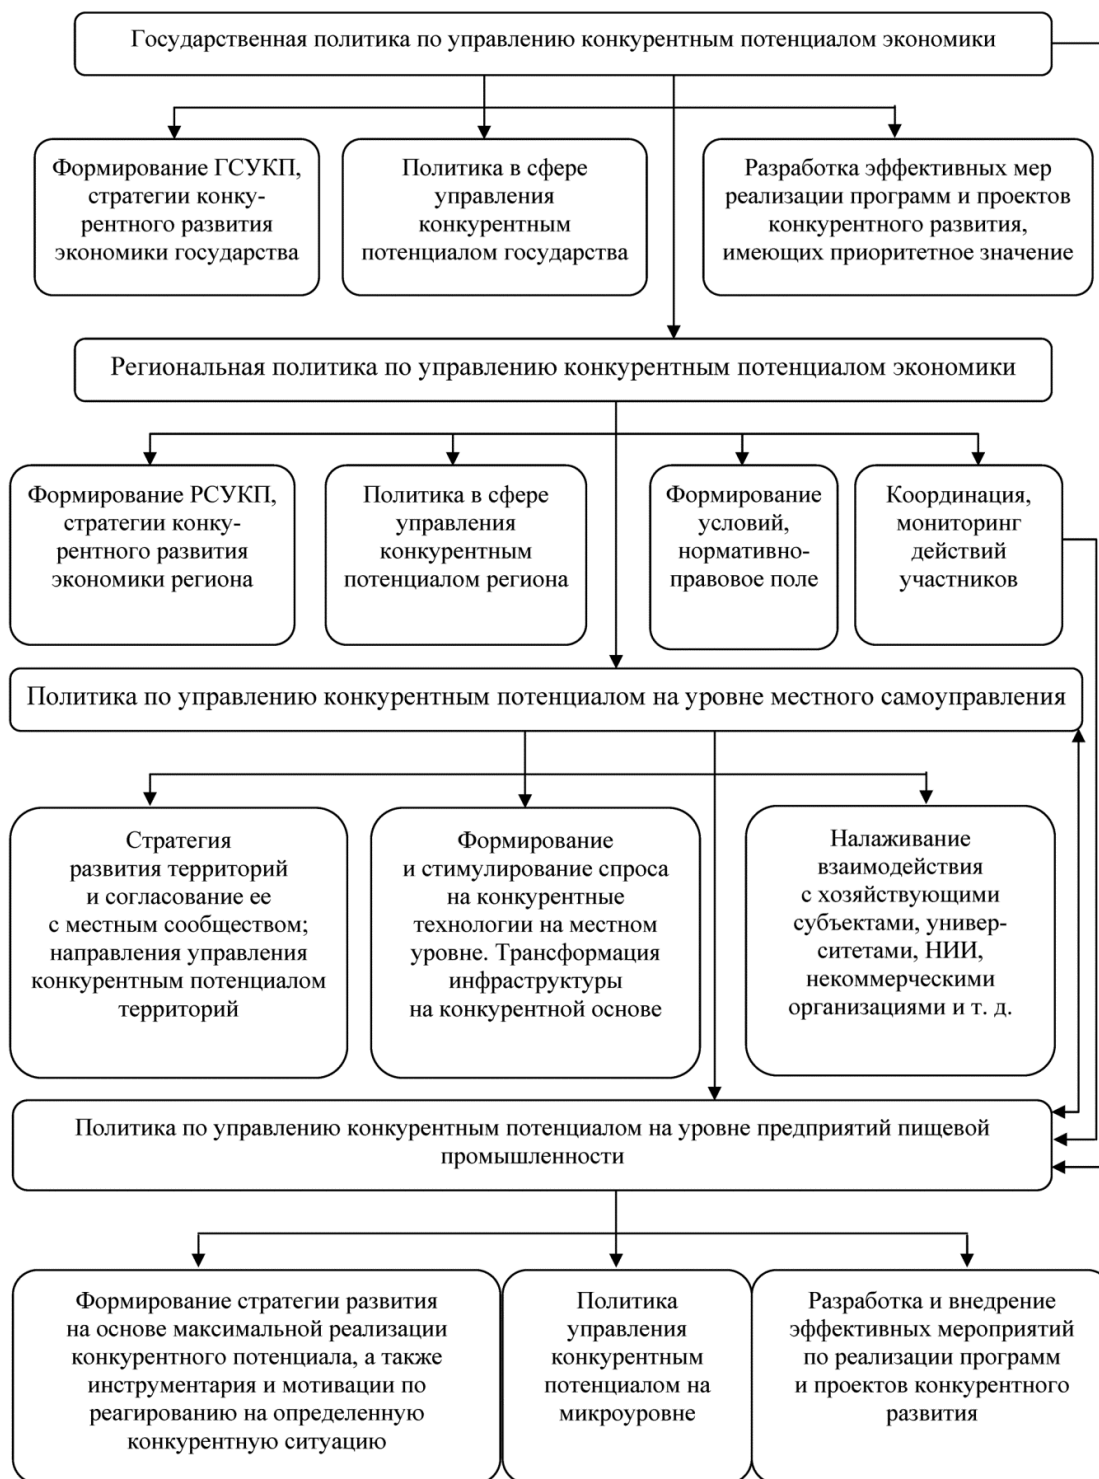 Государственная политика по управлению конкурентным потенциалом экономики
Формирование ГСУКП,
стратегии конку-
рентного развития
экономики государства
Политика в сфере
управления
конкурентным
потенциалом государства
Разработка эффективных мер
реализации программ и проектов
конкурентного развития,
имеющих приоритетное значение
Региональная политика по управлению конкурентным потенциалом экономики
Формирование РСУКП,
стратегии конку-
рентного развития
экономики региона
Политика в сфере
управления
конкурентным
потенциалом региона
Формирование
условий,
нормативно-
правовое поле
Координация,
мониторинг
действий
участников
Политика по управлению конкурентным потенциалом на уровне местного самоуправления
Стратегия
развития территорий
и согласование ее
с местным сообществом;
направления управления
конкурентным потенциалом
территорий
Формирование
и стимулирование спроса
на конкурентные
технологии на местном
уровне. Трансформация
инфраструктуры
на конкурентной основе
Налаживание
взаимодействия
с хозяйствующими
субъектами, универ-
ситетами, НИИ,
некоммерческими
организациями и т. д.
Политика по управлению конкурентным потенциалом на уровне предприятий пищевой
промышленности
Формирование стратегии развития
на основе максимальной реализации
конкурентного потенциала, а также
инструментария и мотивации по
реагированию на определенную
конкурентную ситуацию
Политика
управления
конкурентным
потенциалом на
микроуровне
Разработка и внедрение
эффективных мероприятий
по реализации программ
и проектов конкурентного
развития